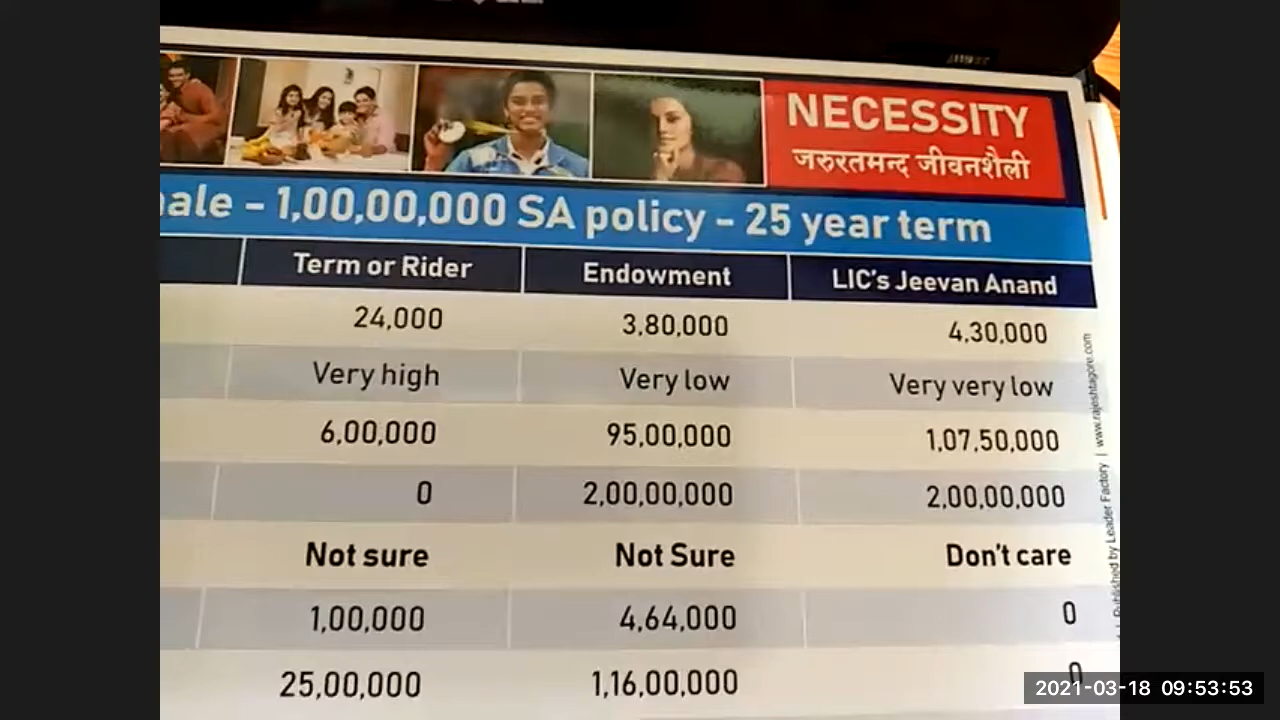 NECESSITY
जरुरतमन्द जीवनशैली
ale – 1,00,00,000 SA policy – 25 year term
Term or Rider Endowment LIC's Jeevan Anand
24,000 3,80,000 4,30,000
Very high Very low Very very low
6,00,000 95,00,000 1,07,50,000
0 2,00,00,000 2,00,00,000
Not sure Not Sure Don't care
1,00,000 4,64,000 0
25,00,000 1,16,00,000 0
Published by Leader Factory | www.rajeshtagore.com
2021-03-18 09:53:53